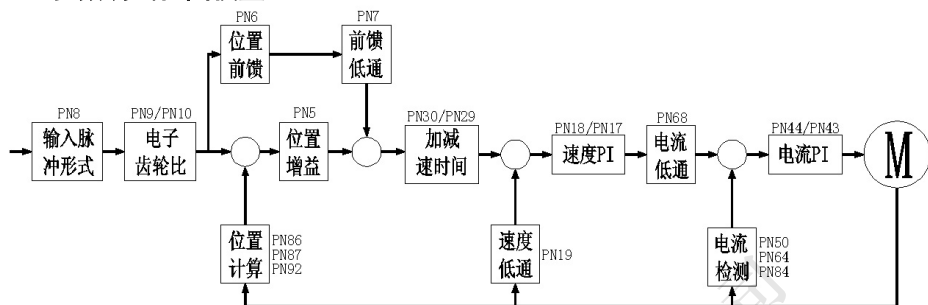 PN6
位置
前馈
PN7
前馈
低通
PN8
输入脉
冲形式
PN9/PN10
电子
齿轮比
PN5
位置
增益
PN30/PN29
加减
速时间
PN18/PN17
速度PI
PN68
电流
低通
PN44/PN43
电流PI
M
位置
计算
PN86
PN87
PN92
速度
低通
PN19
电流
检测
PN50
PN64
PN84